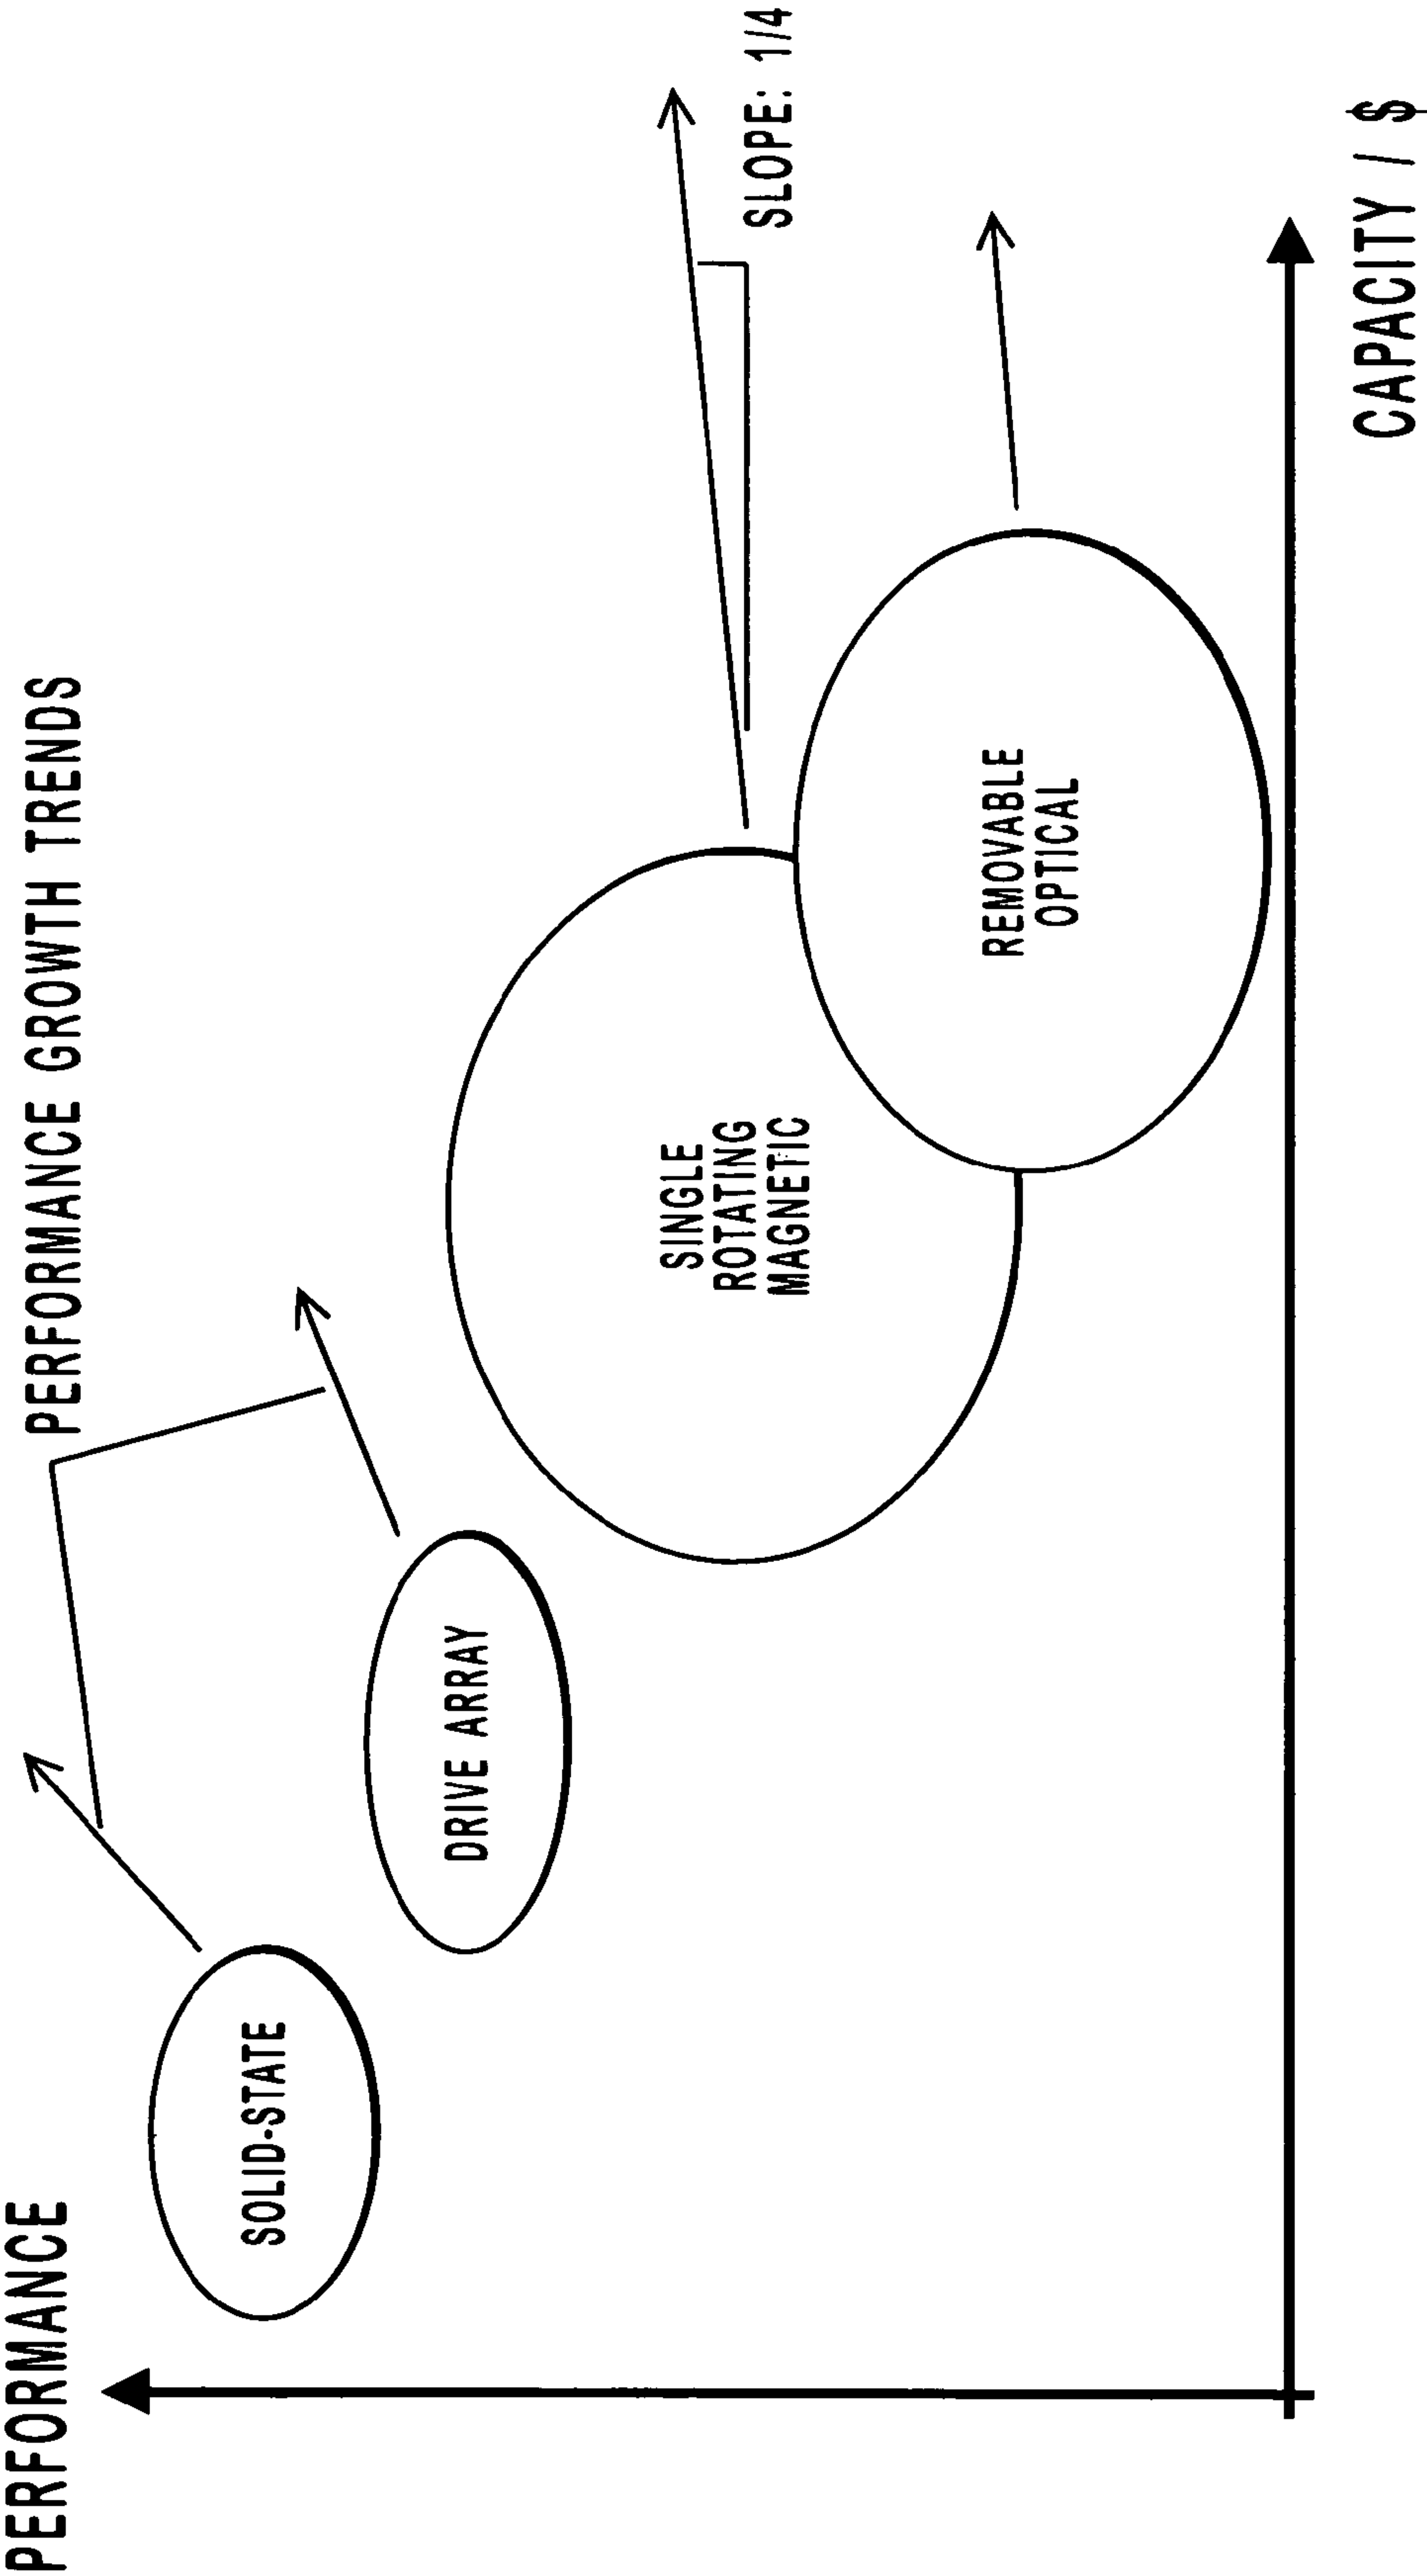 PERFORMANCE
PERFORMANCE GROWTH TRENDS
SOLID-STATE
DRIVE ARRAY
SINGLE
ROTATING
MAGNETIC
SLOPE: 1/4
REMOVABLE
OPTICAL
CAPACITY / $